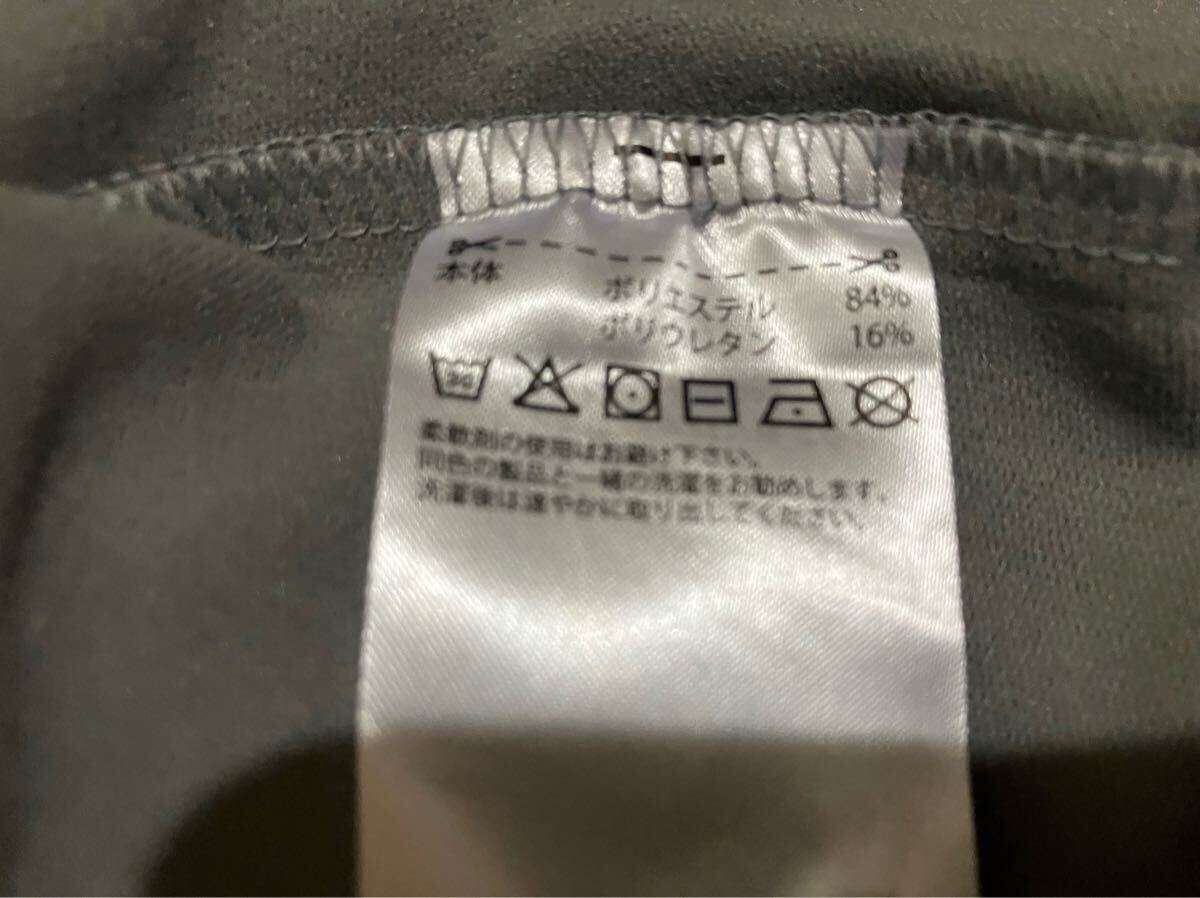 本体 ポリエステル 84%
ポリウレタン 16%
30
柔軟剤の使用はお避け下さい。
同色の製品と一緒の洗濯をお勧めします。
洗濯後は速やかに取り出してください。